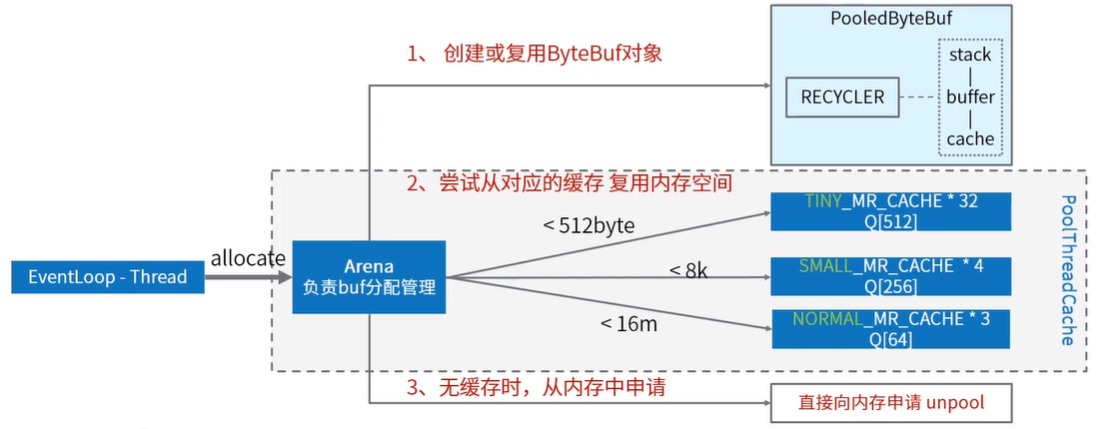 PooledByteBuf
1、 创建或复用ByteBuf对象
stack
RECYCLER
buffer
cache
2、尝试从对应的缓存 复用内存空间
TINY_MR_CACHE * 32
Q[512]
< 512byte
PoolThreadCache
allocate
EventLoop - Thread
Arena
负责buf分配管理
< 8k
SMALL_MR_CACHE * 4
Q[256]
< 16m
NORMAL_MR_CACHE * 3
Q[64]
3、无缓存时，从内存中申请
直接向内存申请 unpool